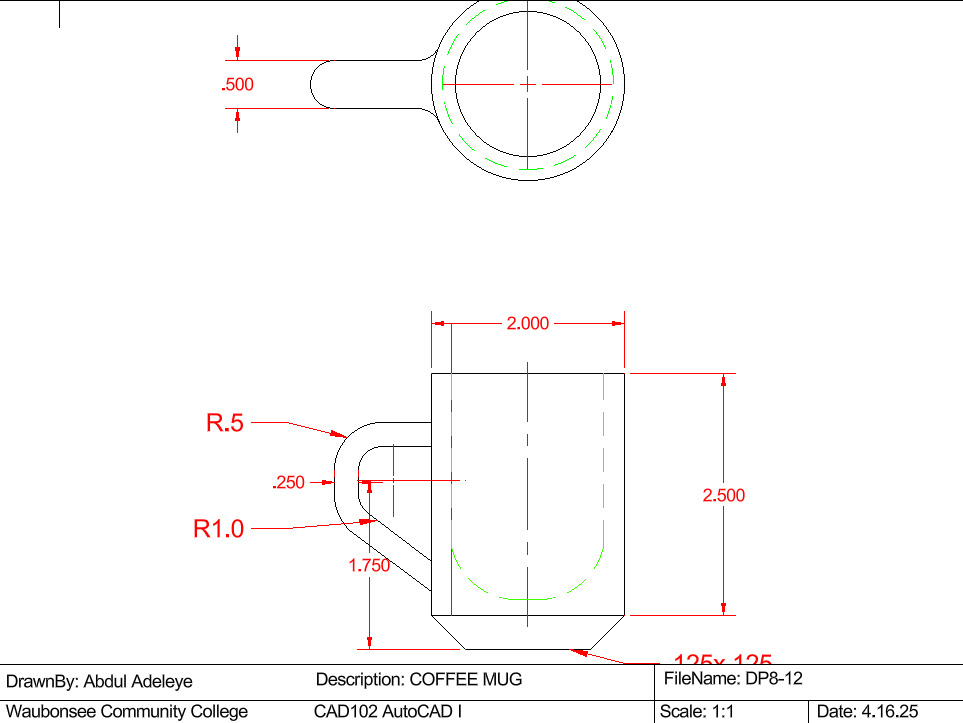 .500
2.000
R.5
.250
2.500
R1.0
1.750
.125x.125
DrawnBy: Abdul Adeleye
Description: COFFEE MUG
FileName: DP8-12
Waubonsee Community College
CAD102 AutoCAD I
Scale: 1:1
Date: 4.16.25